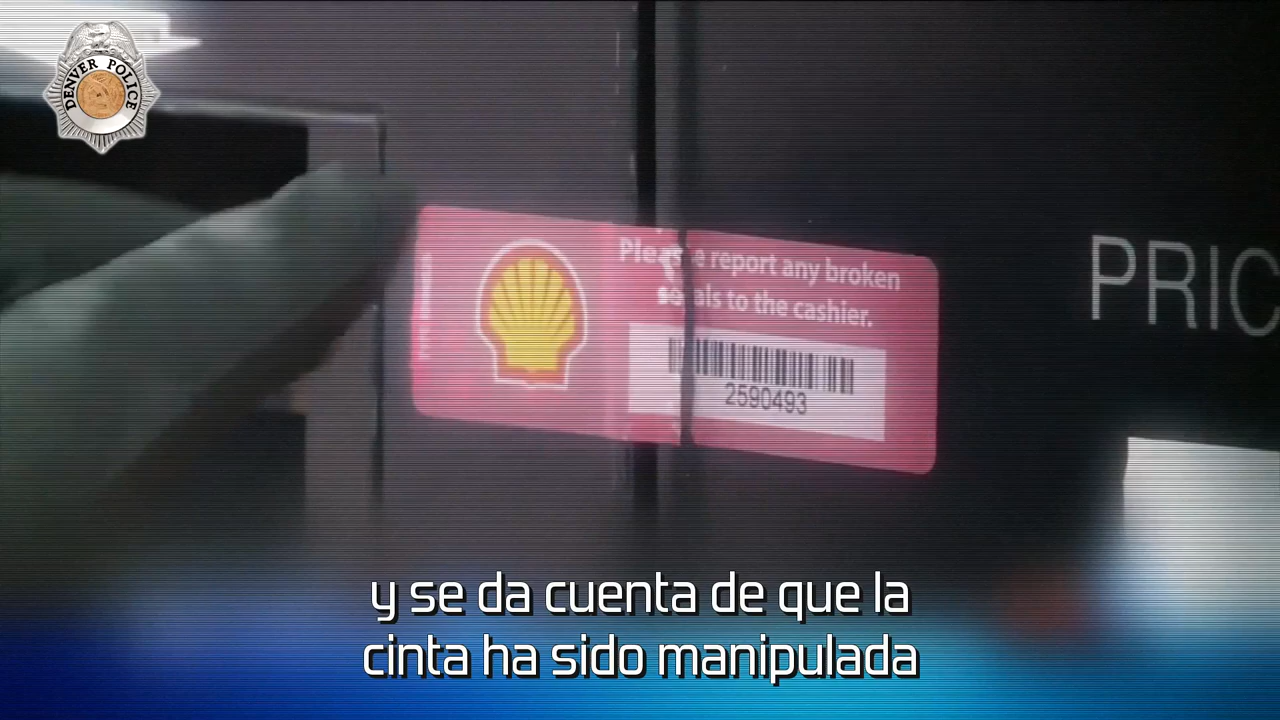 DENVER POLICE
Please report any broken
seals to the cashier.
2590493
PRIC
y se da cuenta de que la
cinta ha sido manipulada